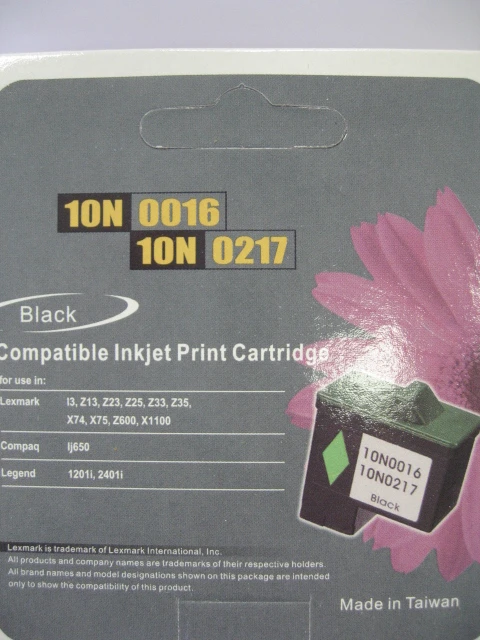 10N 0016
10N 0217
Black
Compatible Inkjet Print Cartridge
for use in:
Lexmark I3, Z13, Z23, Z25, Z33, Z35,
X74, X75, Z600, X1100
Compaq Ij650
Legend 1201i, 2401i
10N0016
10N0217
Black
Lexmark is trademark of Lexmark International, Inc.
All products and company names are trademarks of their respective holders.
All brand names and model designations shown on this package are intended
only to show the compatibility of this product.
Made in Taiwan